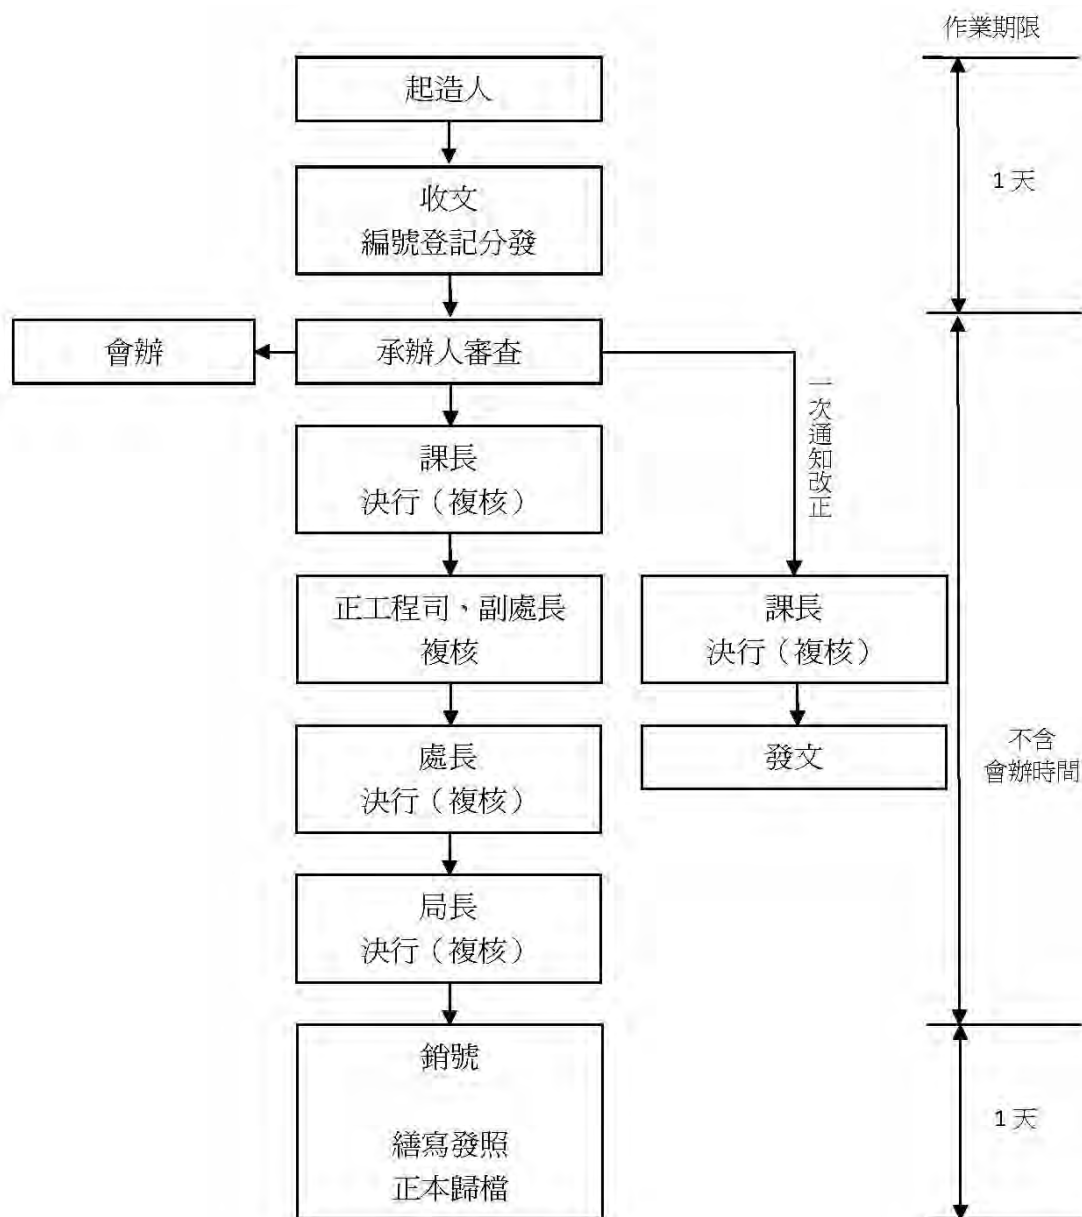 作業期限
起造人
1天
收文
編號登記分發
會辦
承辦人審查
一次通知改正
課長
決行（複核）
正工程司、副處長
複核
課長
決行（複核）
處長
決行（複核）
發文
不含
會辦時間
局長
決行（複核）
銷號
繕寫發照
正本歸檔
1天